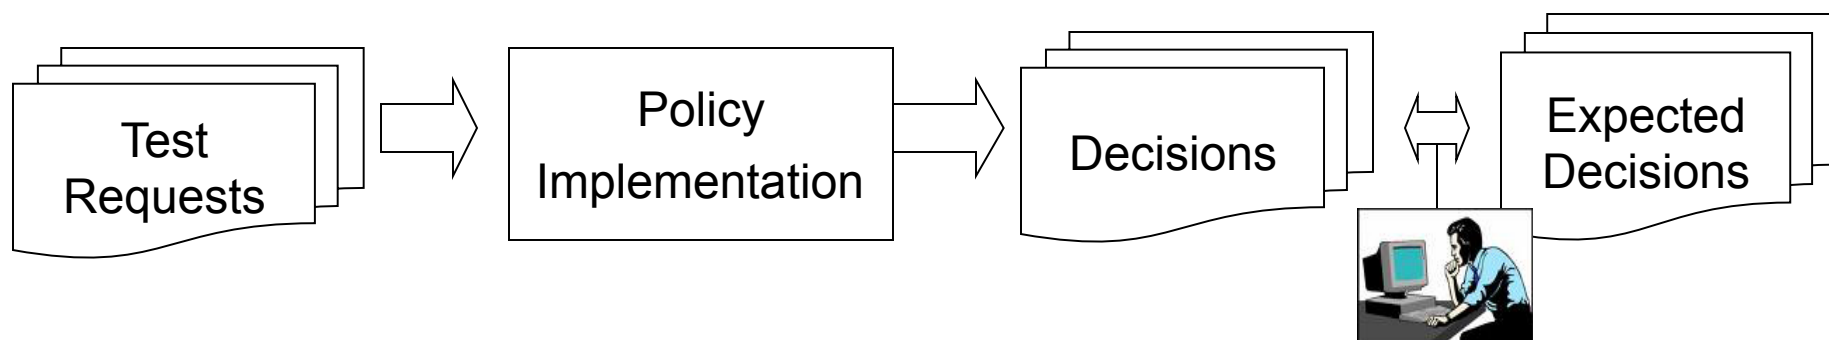 Test
Requests
Policy
Implementation
Decisions
Expected
Decisions